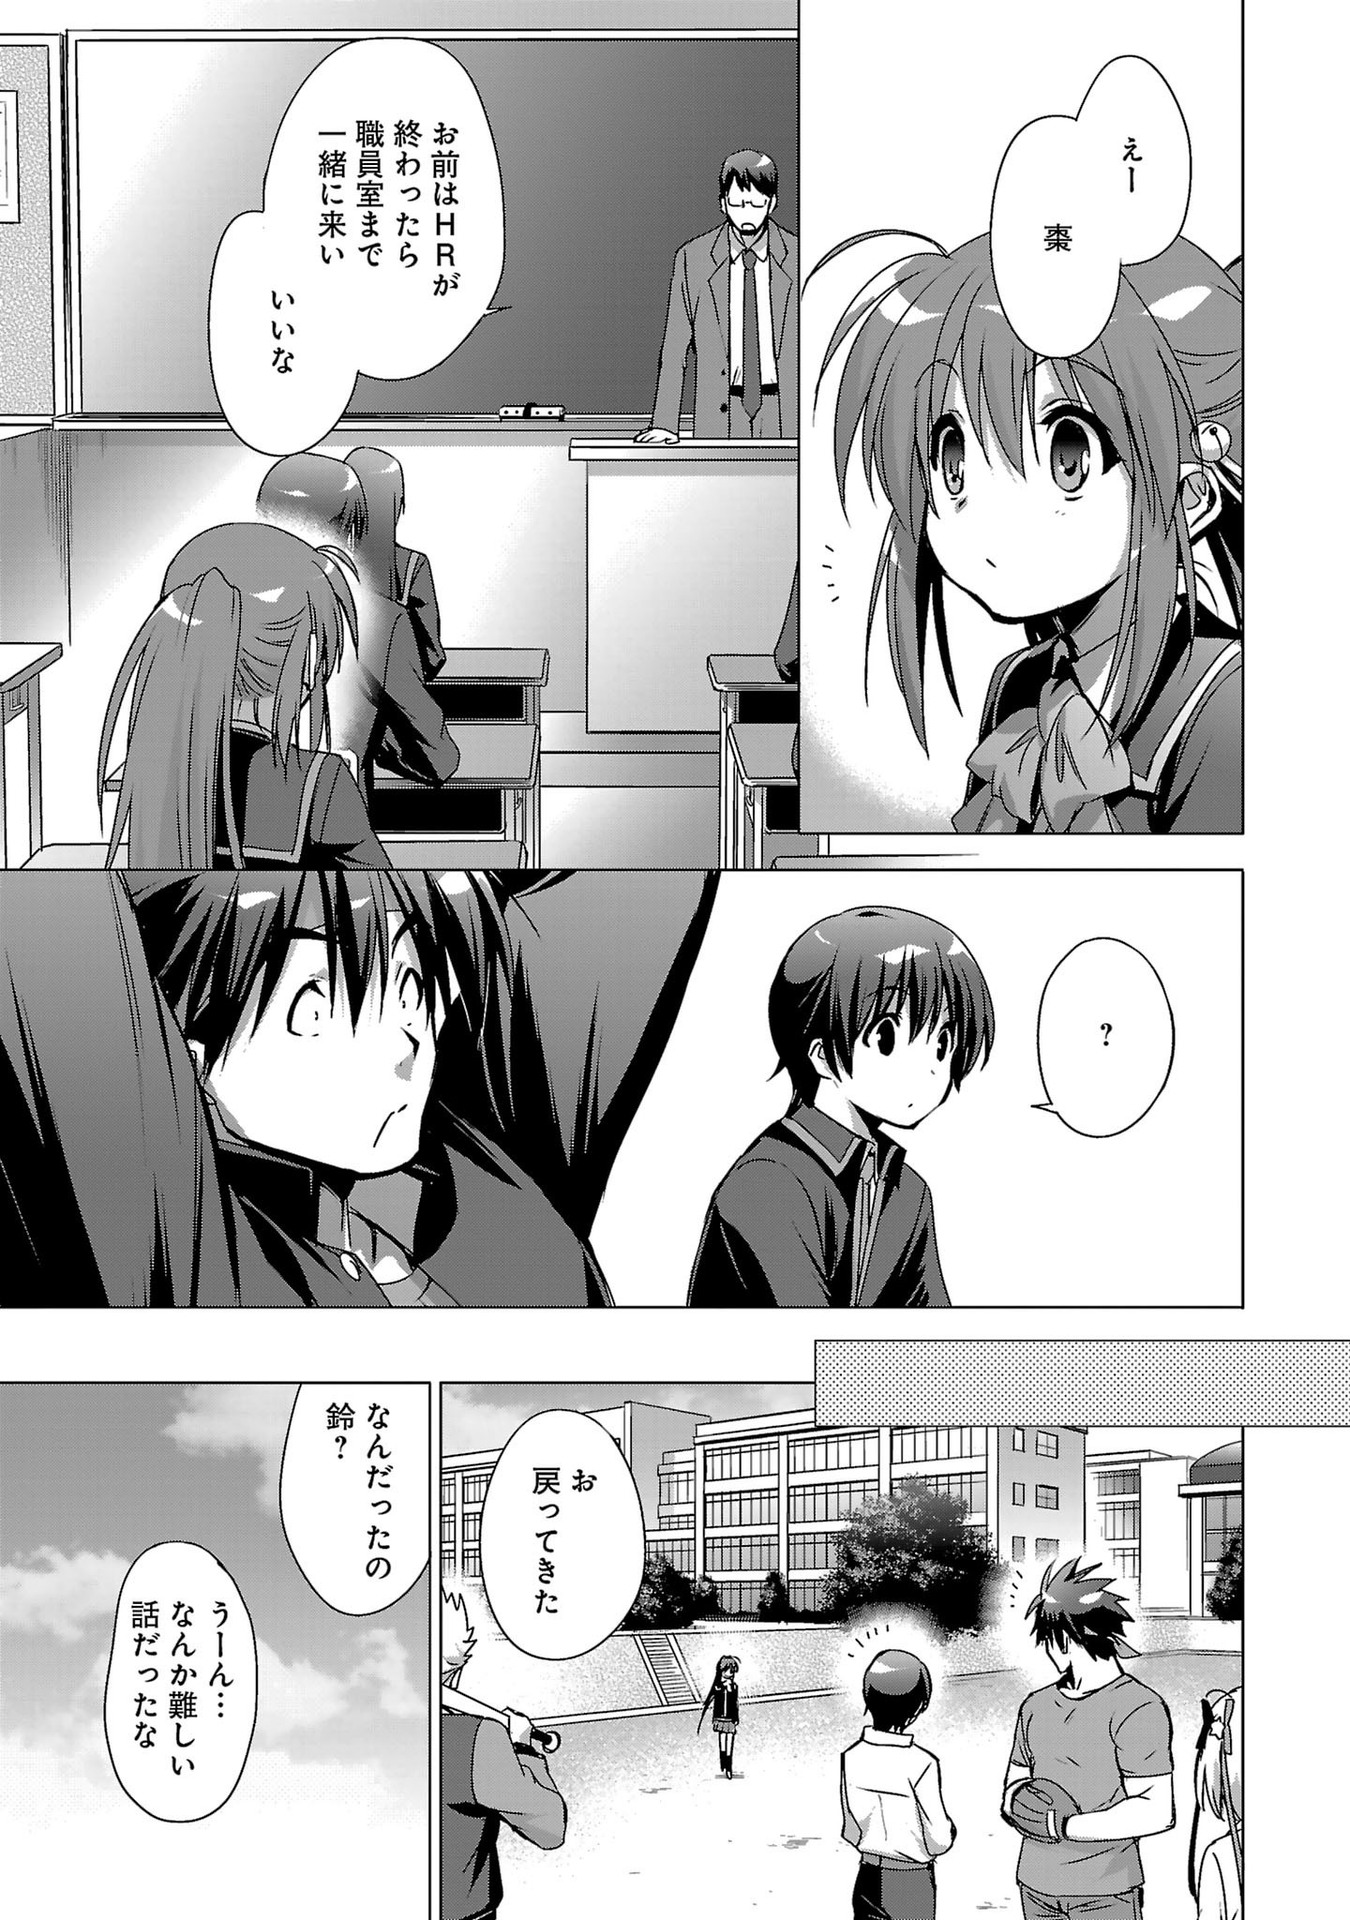 えー
棗
お前はHRが
終わったら
職員室まで
一緒に来い
いいな
?
お
戻ってきた
なんだったの
鈴?
うーん…
なんか難しい
話だったな